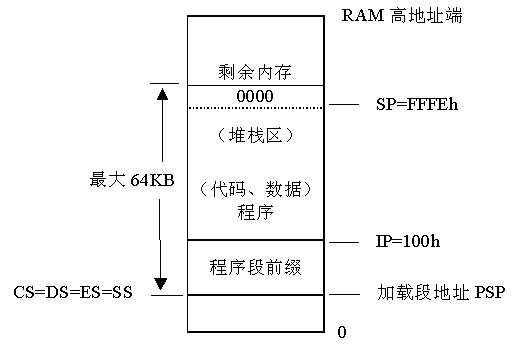 RAM 高地址端
剩余内存
0000
SP=FFFEh
（堆栈区）
最大 64KB
（代码、数据）
程序
IP=100h
程序段前缀
CS=DS=ES=SS
加载段地址 PSP
0